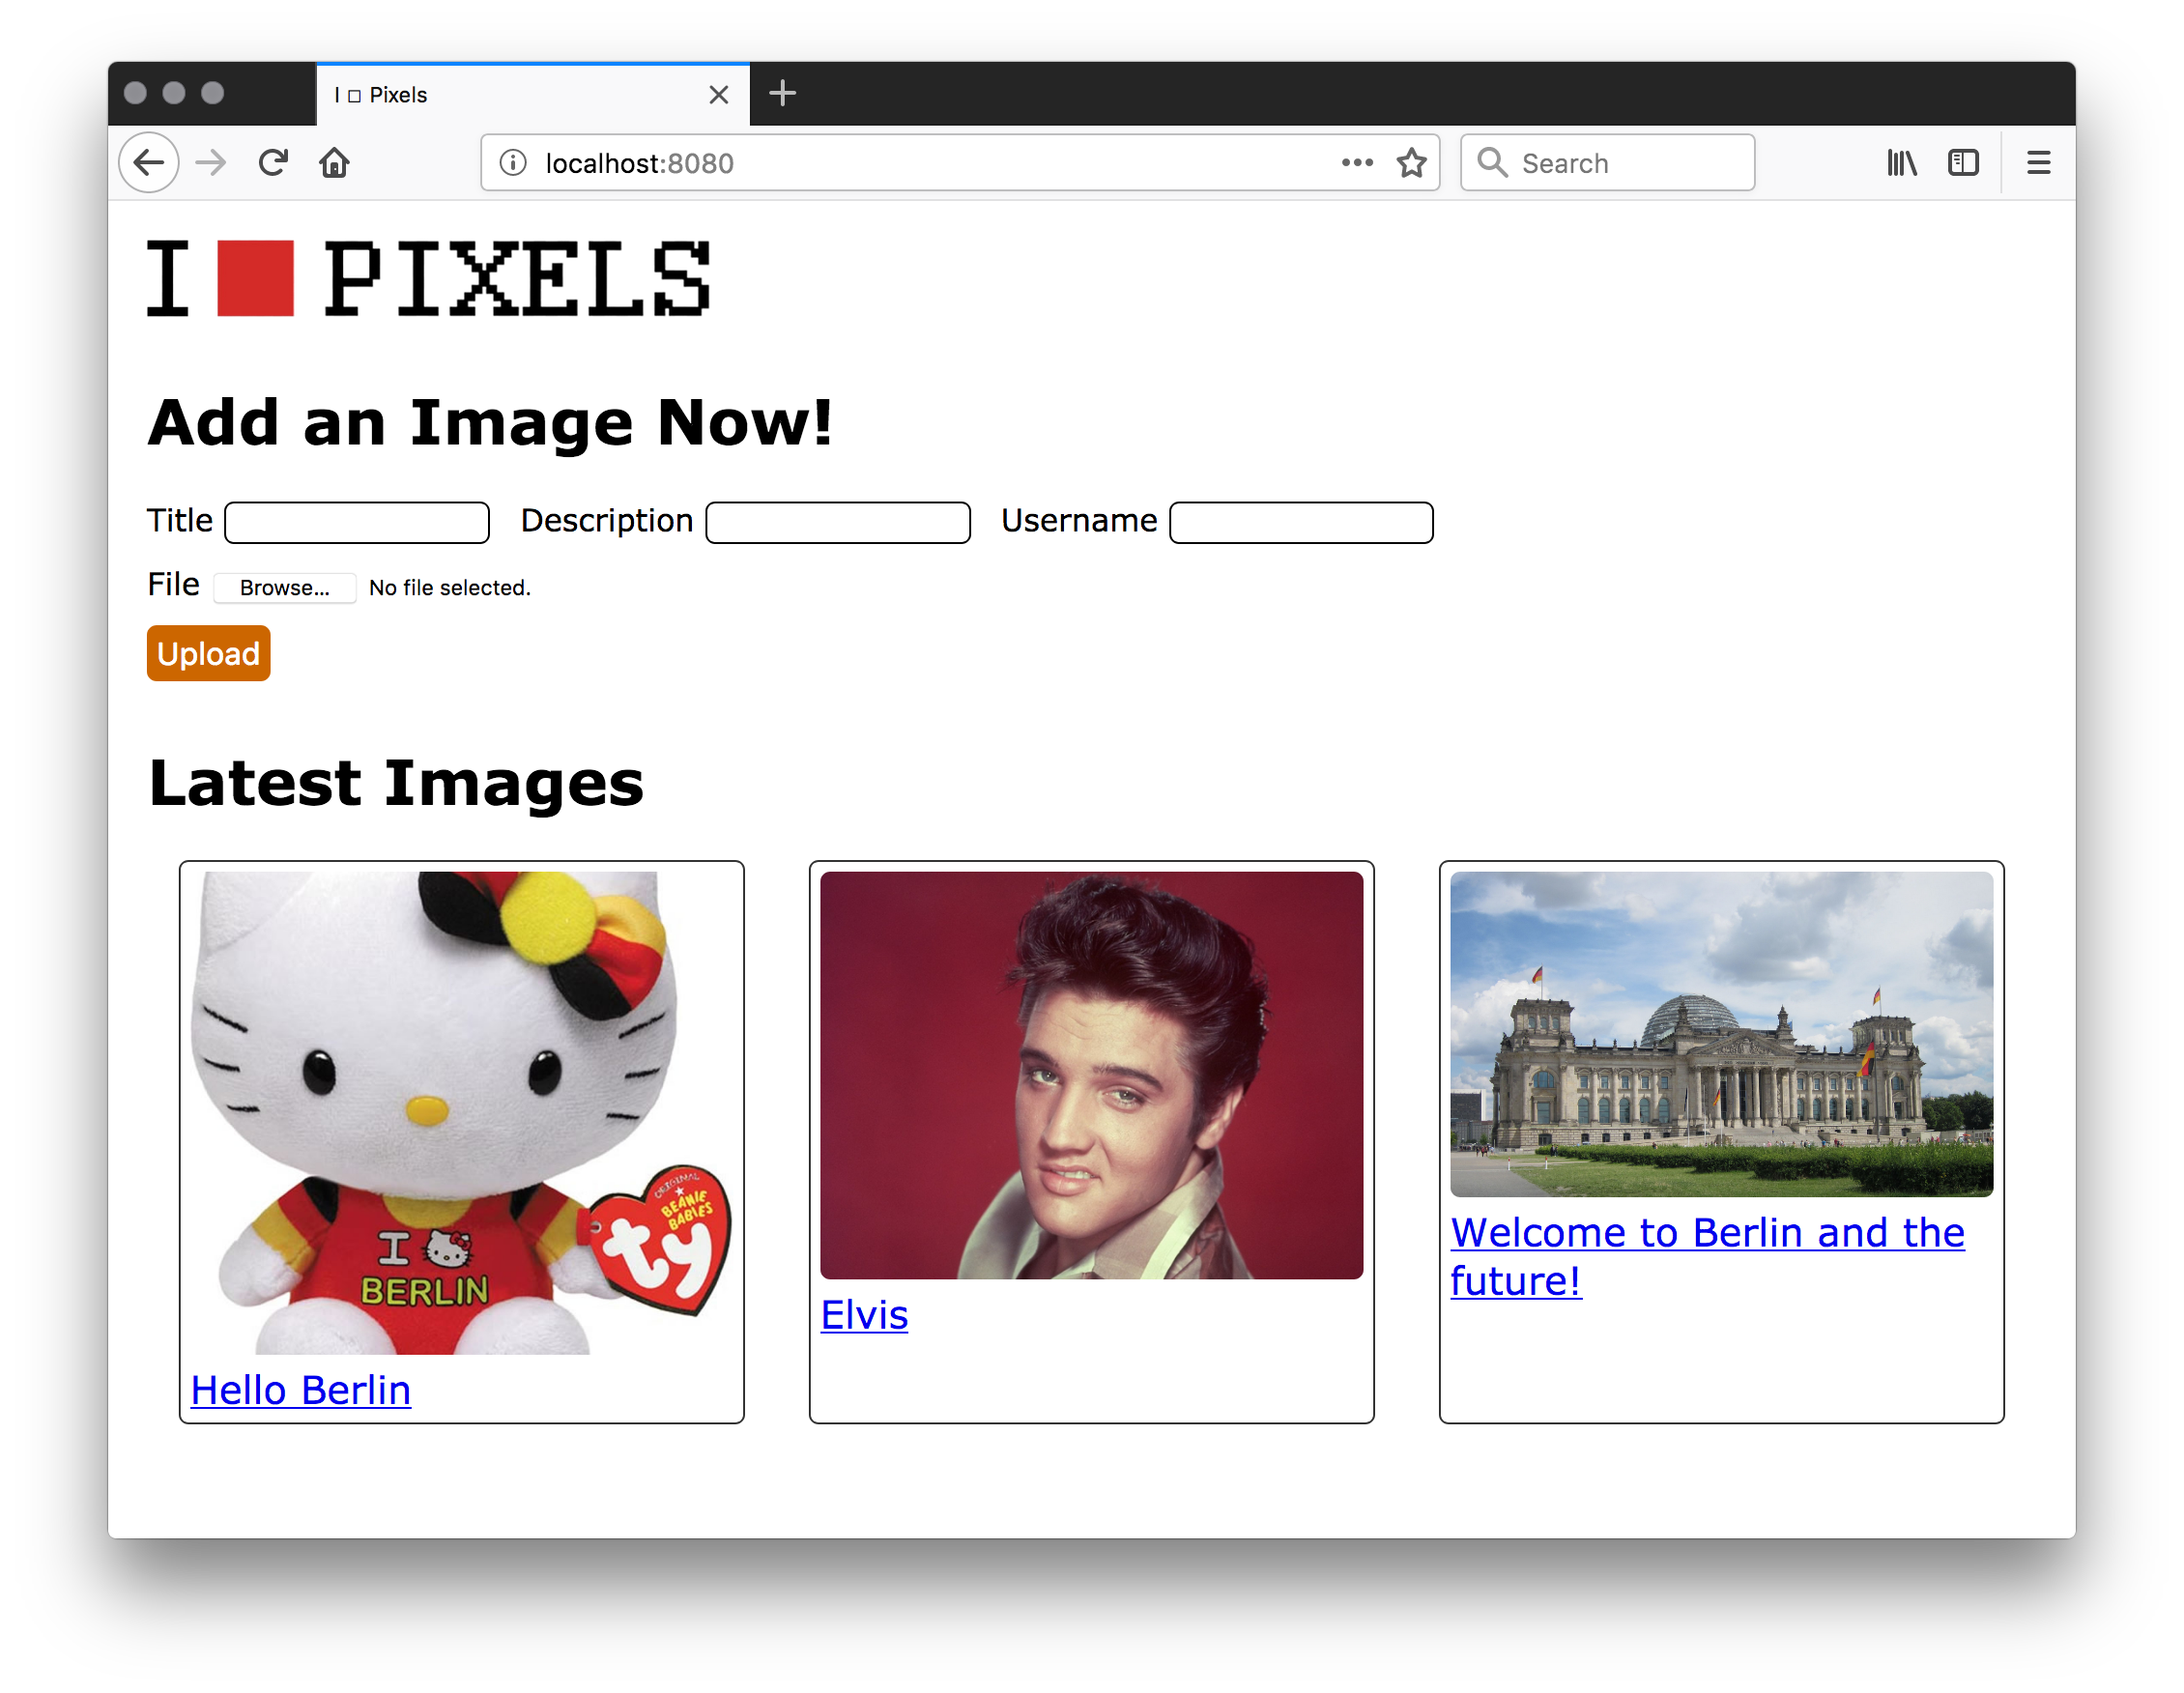 I □ Pixels
localhost:8080
Search
I PIXELS
Add an Image Now!
Title Description Username
File Browse... No file selected.
Upload
Latest Images
ORIGINAL
BEANIE
BABIES
ty
I
BERLIN
Hello Berlin
Elvis
Welcome to Berlin and the
future!